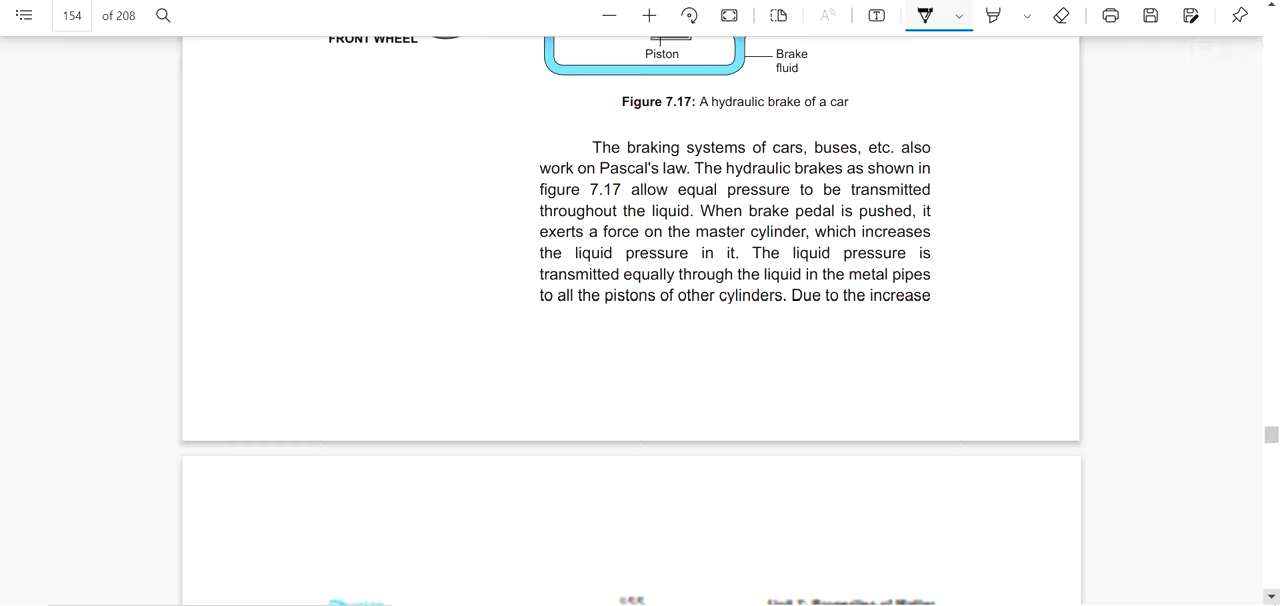 154 of 208
FRONT WHEEL
Piston
Brake
fluid
Figure 7.17: A hydraulic brake of a car
The braking systems of cars, buses, etc. also
work on Pascal's law. The hydraulic brakes as shown in
figure 7.17 allow equal pressure to be transmitted
throughout the liquid. When brake pedal is pushed, it
exerts a force on the master cylinder, which increases
the liquid pressure in it. The liquid pressure is
transmitted equally through the liquid in the metal pipes
to all the pistons of other cylinders. Due to the increase